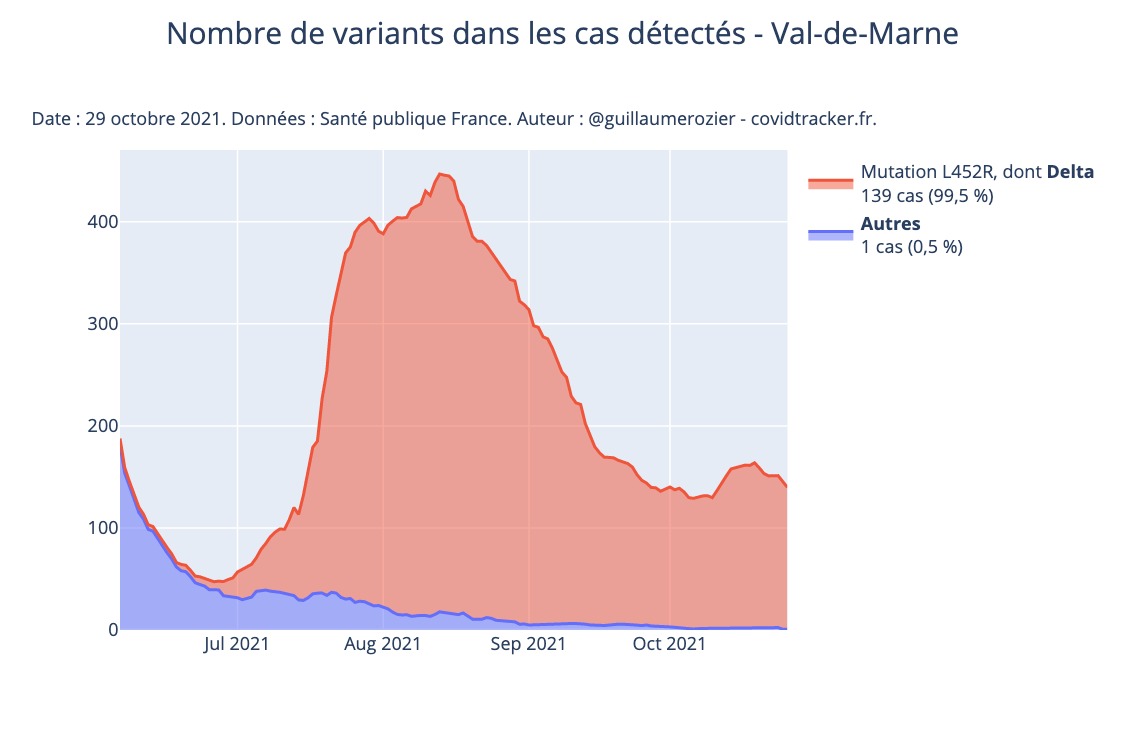 Nombre de variants dans les cas détectés - Val-de-Marne
Date : 29 octobre 2021. Données : Santé publique France. Auteur : @guillaumerozier - covidtracker.fr.
Mutation L452R, dont Delta
139 cas (99,5 %)
Autres
1 cas (0,5 %)
400
300
200
100
0
Jul 2021
Aug 2021
Sep 2021
Oct 2021